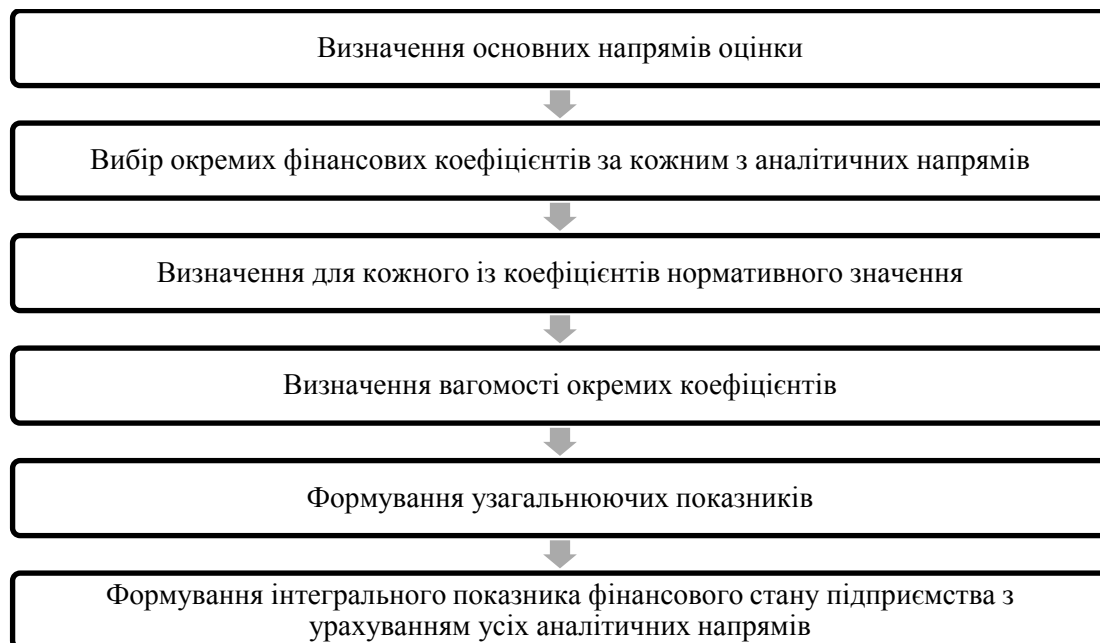 Визначення основних напрямів оцінки
Вибір окремих фінансових коефіцієнтів за кожним з аналітичних напрямів
Визначення для кожного із коефіцієнтів нормативного значення
Визначення вагомості окремих коефіцієнтів
Формування узагальнюючих показників
Формування інтегрального показника фінансового стану підприємства з
урахуванням усіх аналітичних напрямів